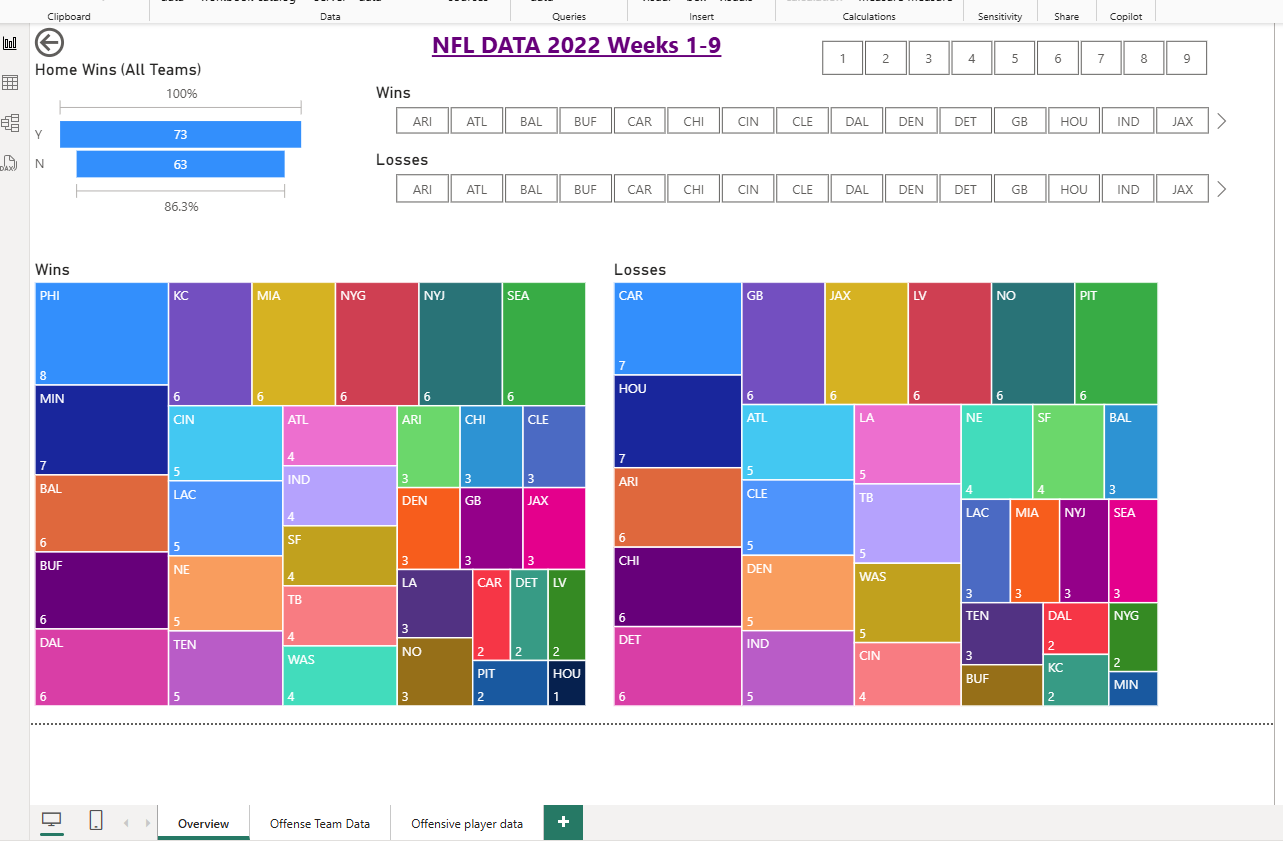 Clipboard
Data
Queries
Insert
Calculations
Sensitivity
Share
Copilot
NFL DATA 2022 Weeks 1-9
1 2 3 4 5 6 7 8 9
Home Wins (All Teams)
100%
Y 73
N 63
86.3%
Wins
ARI ATL BAL BUF CAR CHI CIN CLE DAL DEN DET GB HOU IND JAX
Losses
ARI ATL BAL BUF CAR CHI CIN CLE DAL DEN DET GB HOU IND JAX
Wins
PHI
8
MIN
7
BAL
6
BUF
6
DAL
6
KC
6
MIA
6
NYG
6
NYJ
6
SEA
6
CIN
5
LAC
5
NE
5
TEN
5
ATL
4
IND
4
SF
4
TB
4
WAS
4
ARI
3
CHI
3
CLE
3
DEN
3
GB
3
JAX
3
LA
3
NO
3
CAR
2
DET
2
LV
2
PIT
2
HOU
1
Losses
CAR
7
HOU
7
ARI
6
CHI
6
DET
6
GB
6
JAX
6
LV
6
NO
6
PIT
6
ATL
5
CLE
5
DEN
5
IND
5
LA
5
TB
5
WAS
5
CIN
4
NE
4
SF
4
BAL
3
LAC
3
MIA
3
NYJ
3
SEA
3
TEN
3
BUF
DAL
2
KC
2
NYG
2
MIN
DAX
Overview
Offense Team Data
Offensive player data